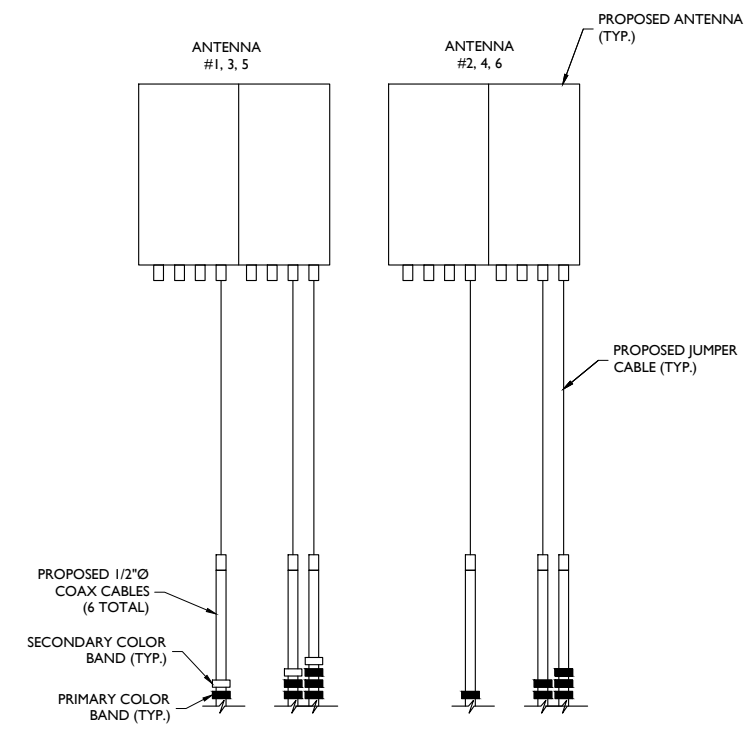 PROPOSED ANTENNA
(TYP.)
ANTENNA
#1, 3, 5
ANTENNA
#2, 4, 6
PROPOSED JUMPER
CABLE (TYP.)
PROPOSED 1/2"Ø
COAX CABLES
(6 TOTAL)
SECONDARY COLOR
BAND (TYP.)
PRIMARY COLOR
BAND (TYP.)